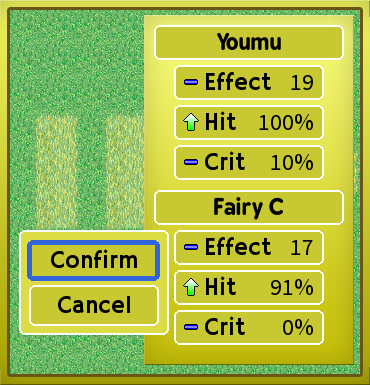 Youmu
Effect 19
Hit 100%
Crit 10%
Fairy C
Effect 17
Hit 91%
Crit 0%
Confirm
Cancel